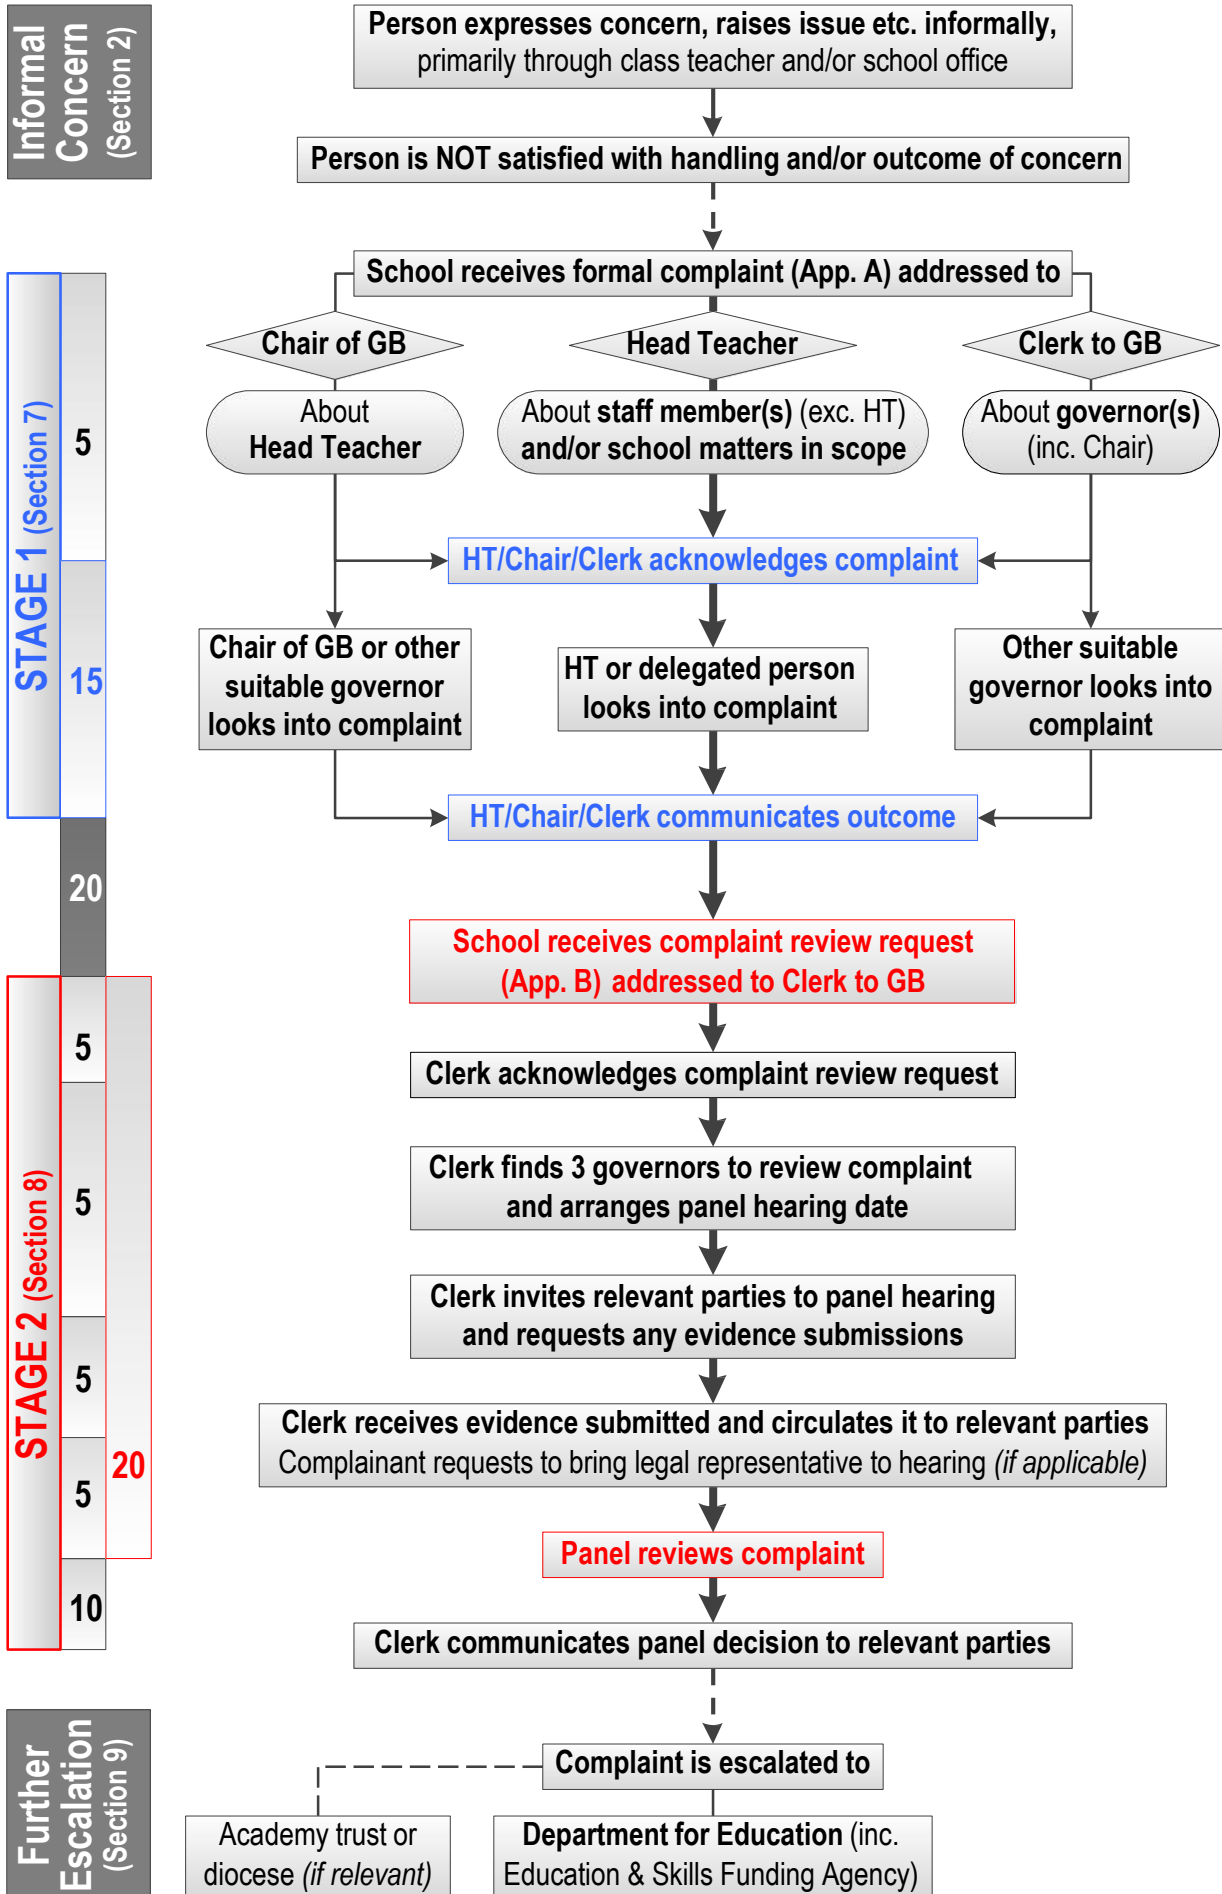 Informal
Concern
(Section 2)
Person expresses concern, raises issue etc. informally,
primarily through class teacher and/or school office
Person is NOT satisfied with handling and/or outcome of concern
STAGE 1 (Section 7)
5
15
School receives formal complaint (App. A) addressed to
Chair of GB
Head Teacher
Clerk to GB
About
Head Teacher
About staff member(s) (exc. HT)
and/or school matters in scope
About governor(s)
(inc. Chair)
HT/Chair/Clerk acknowledges complaint
Chair of GB or other
suitable governor
looks into complaint
HT or delegated person
looks into complaint
Other suitable
governor looks into
complaint
HT/Chair/Clerk communicates outcome
20
School receives complaint review request
(App. B) addressed to Clerk to GB
STAGE 2 (Section 8)
5
5
5
5
10
20
Clerk acknowledges complaint review request
Clerk finds 3 governors to review complaint
and arranges panel hearing date
Clerk invites relevant parties to panel hearing
and requests any evidence submissions
Clerk receives evidence submitted and circulates it to relevant parties
Complainant requests to bring legal representative to hearing (if applicable)
Panel reviews complaint
Clerk communicates panel decision to relevant parties
Further
Escalation
(Section 9)
Complaint is escalated to
Academy trust or
diocese (if relevant)
Department for Education (inc.
Education & Skills Funding Agency)